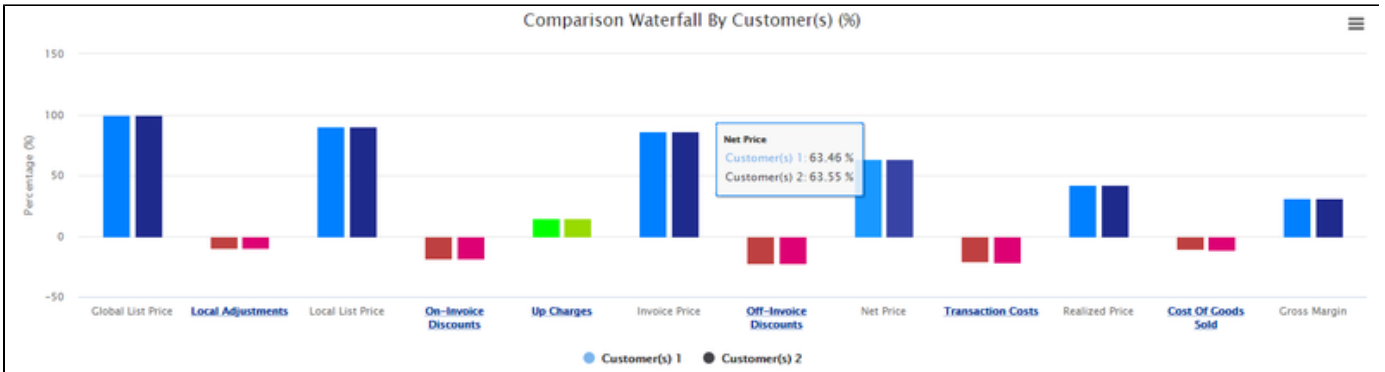 Comparison Waterfall By Customer(s) (%)
150
100
50
0
-50
Percentage (%)
Net Price
Customer(s) 1: 63.46 %
Customer(s) 2: 63.55 %
Global List Price
Local Adjustments
Local List Price
On-Invoice
Discounts
Up Charges
Invoice Price
Off-Invoice
Discounts
Net Price
Transaction Costs
Realized Price
Cost Of Goods
Sold
Gross Margin
Customer(s) 1
Customer(s) 2